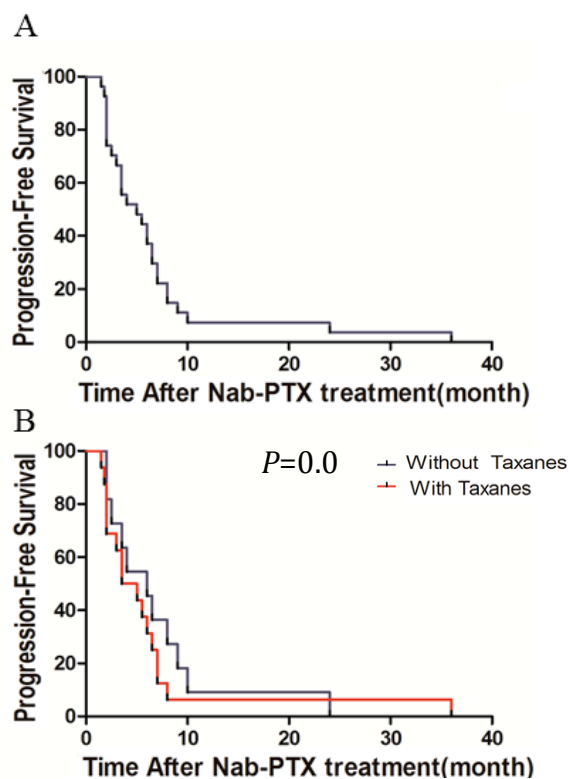 A
Progression-Free Survival
100
80
60
40
20
0
0 10 20 30 40
Time After Nab-PTX treatment(month)
B
P=0.0
Without Taxanes
With Taxanes
Progression-Free Survival
100
80
60
40
20
0
0 10 20 30 40
Time After Nab-PTX treatment(month)